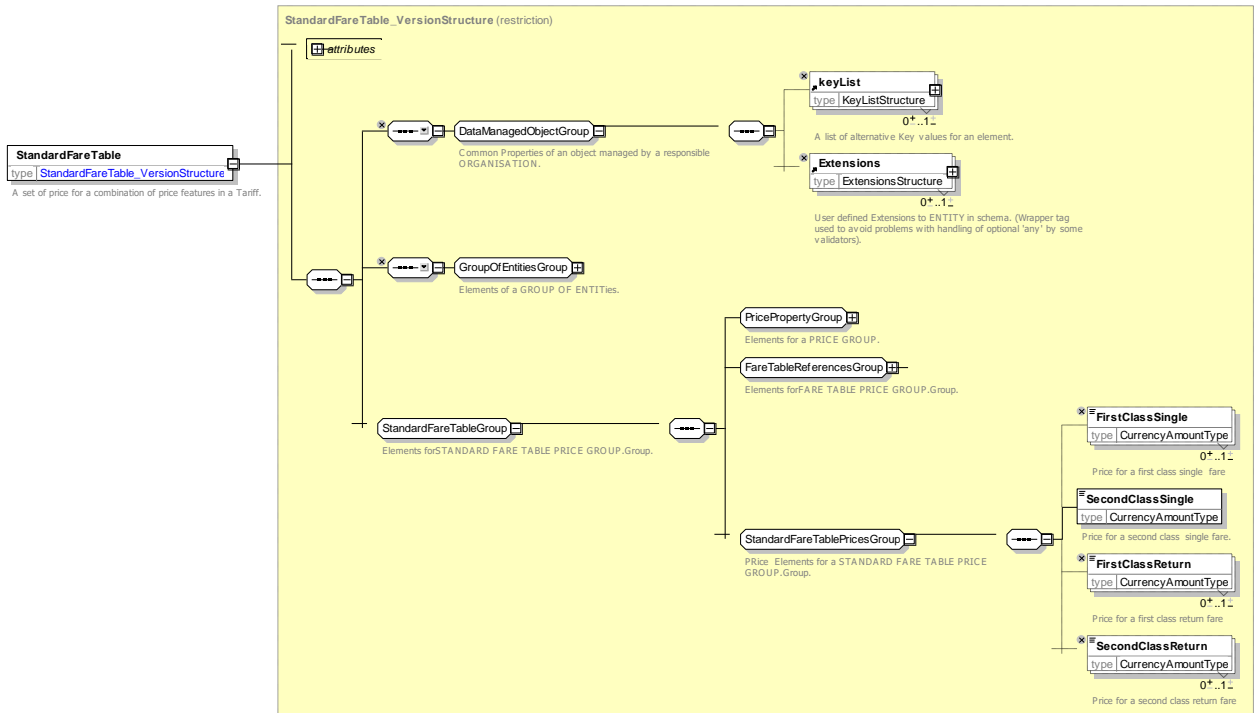 StandardFareTable_VersionStructure (restriction)
attributes
keyList
type KeyListStructure
0..1
A list of alternative Key values for an element.
DataManagedObjectGroup
Common Properties of an object managed by a responsible
ORGANISATION.
Extensions
type ExtensionsStructure
0..1
User defined Extensions to ENTITY in schema. (Wrapper tag
used to avoid problems with handling of optional 'any' by some
validators).
StandardFareTable
type StandardFareTable_VersionStructure
A set of price for a combination of price features in a Tariff.
GroupOfEntitiesGroup
Elements of a GROUP OF ENTITies.
PricePropertyGroup
Elements for a PRICE GROUP.
FareTableReferencesGroup
Elements forFARE TABLE PRICE GROUP.Group.
StandardFareTableGroup
Elements forSTANDARD FARE TABLE PRICE GROUP.Group.
FirstClassSingle
type CurrencyAmountType
0..1
Price for a first class single fare
SecondClassSingle
type CurrencyAmountType
Price for a second class single fare.
StandardFareTablePricesGroup
PRice Elements for a STANDARD FARE TABLE PRICE
GROUP.Group.
FirstClassReturn
type CurrencyAmountType
0..1
Price for a first class return fare
SecondClassReturn
type CurrencyAmountType
0..1
Price for a second class return fare